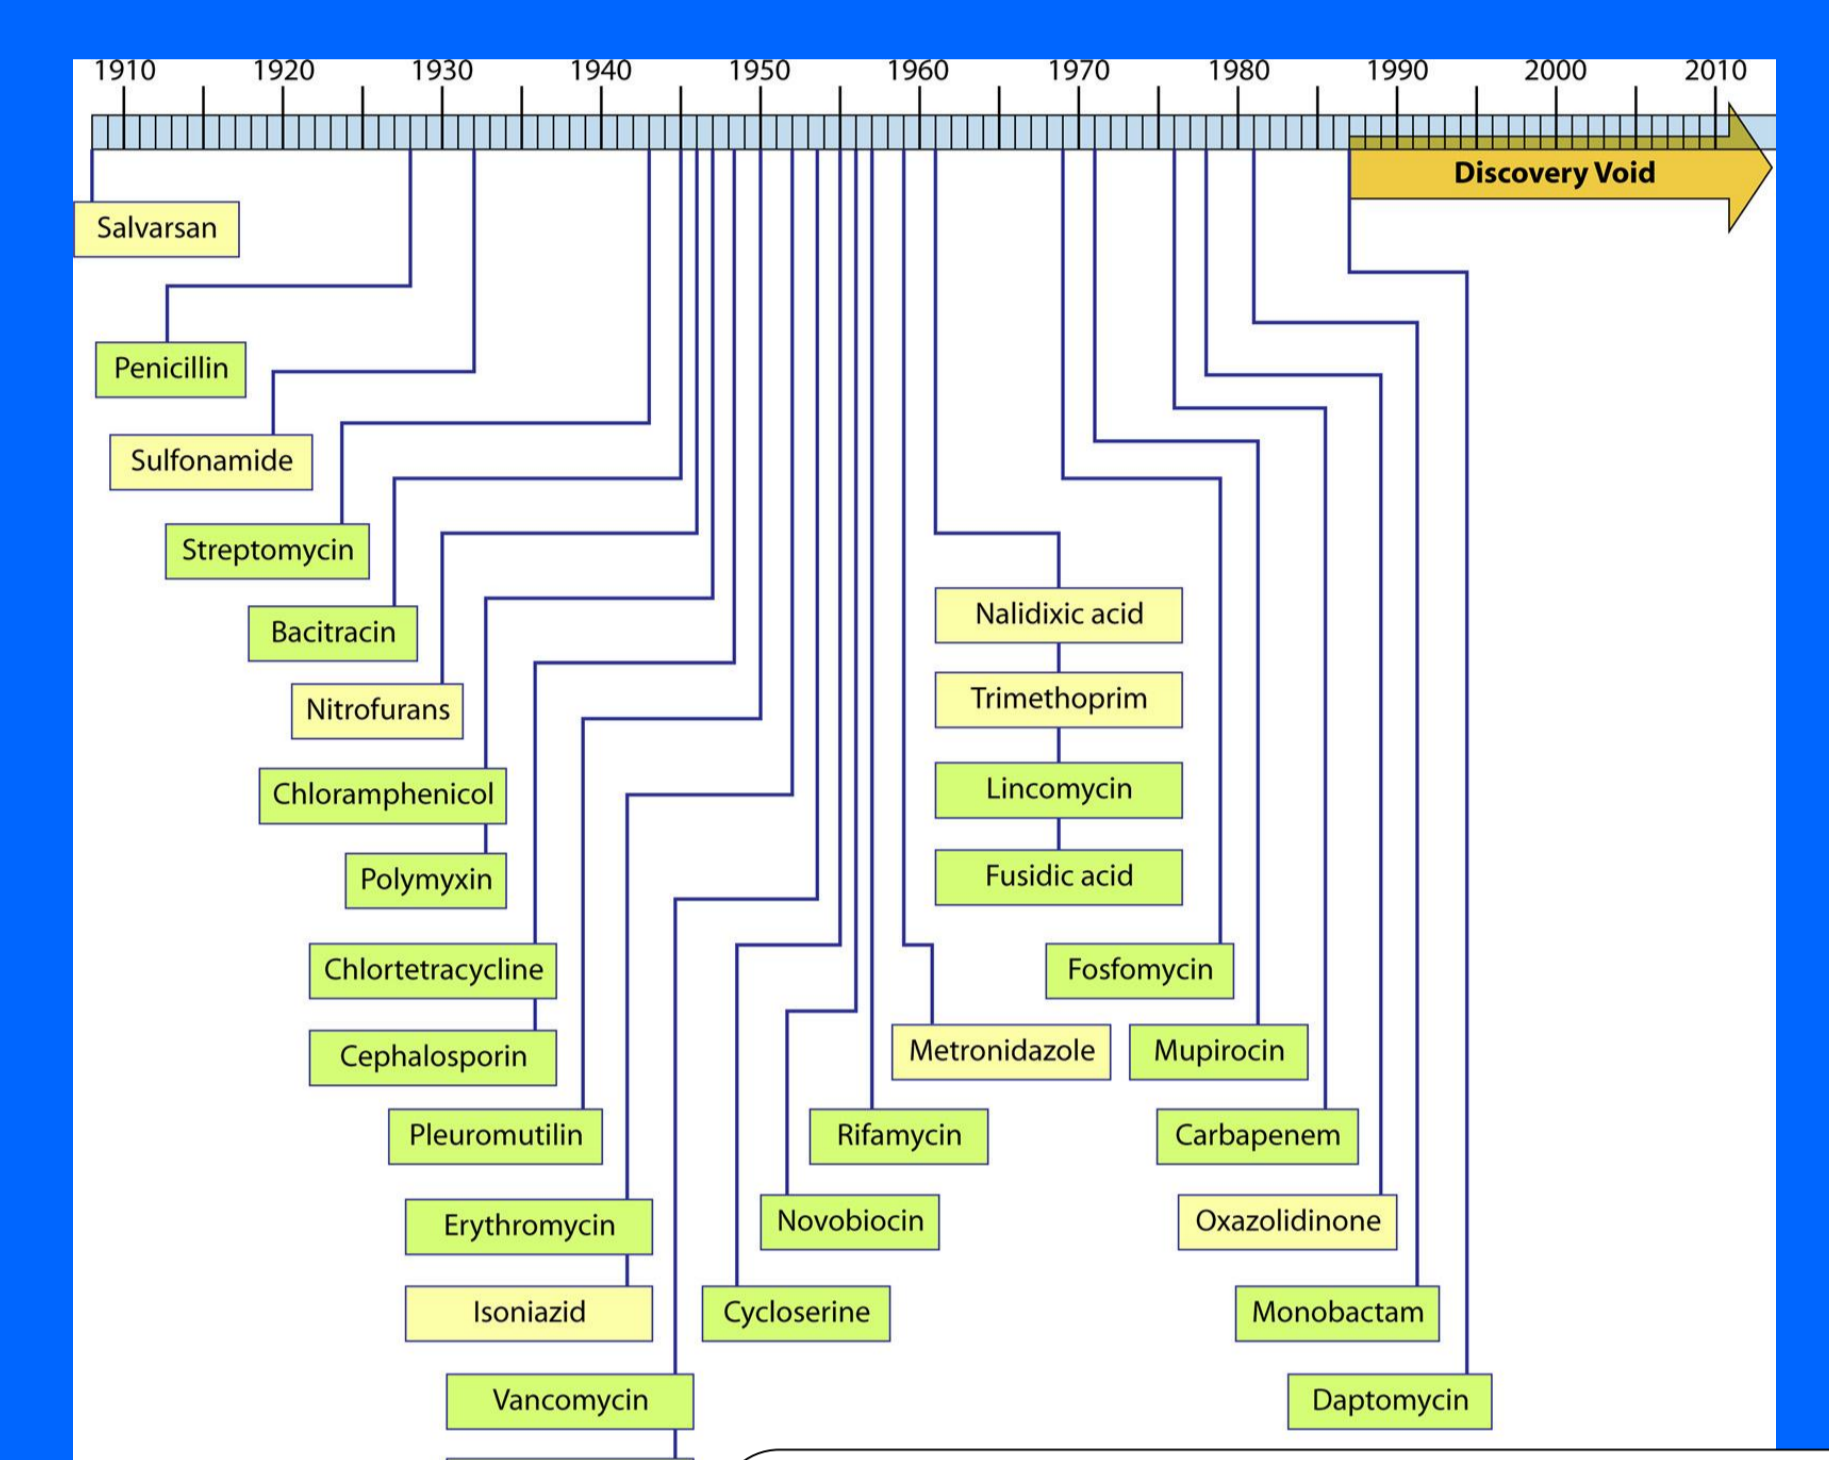 1910 1920 1930 1940 1950 1960 1970 1980 1990 2000 2010
Discovery Void
Salvarsan
Penicillin
Sulfonamide
Streptomycin
Bacitracin
Nitrofurans
Chloramphenicol
Polymyxin
Chlortetracycline
Cephalosporin
Pleuromutilin
Erythromycin
Isoniazid
Vancomycin
Cycloserine
Novobiocin
Rifamycin
Metronidazole
Nalidixic acid
Trimethoprim
Lincomycin
Fusidic acid
Fosfomycin
Mupirocin
Carbapenem
Oxazolidinone
Monobactam
Daptomycin